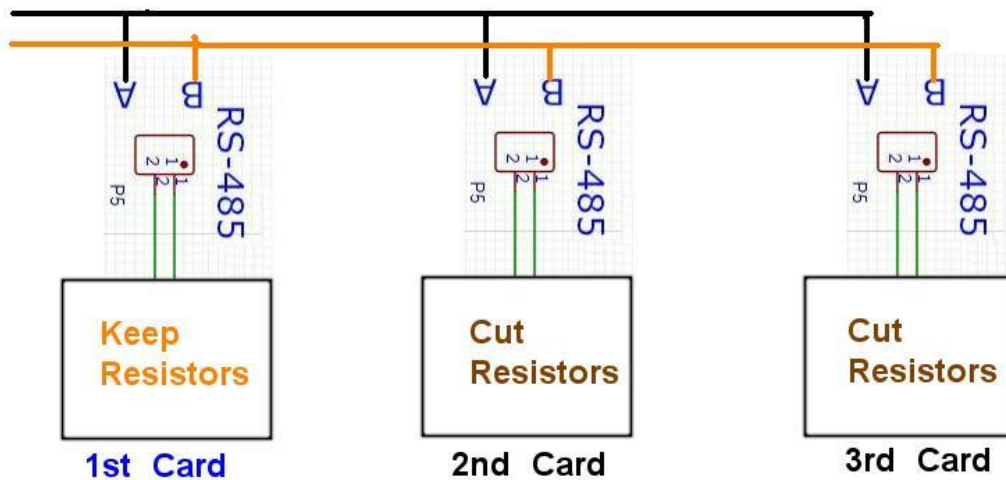 A B
RS-485
2 1
2 1
P5
Keep
Resistors
1st Card
A B
RS-485
2 1
2 1
P5
Cut
Resistors
2nd Card
A B
RS-485
2 1
2 1
P5
Cut
Resistors
3rd Card